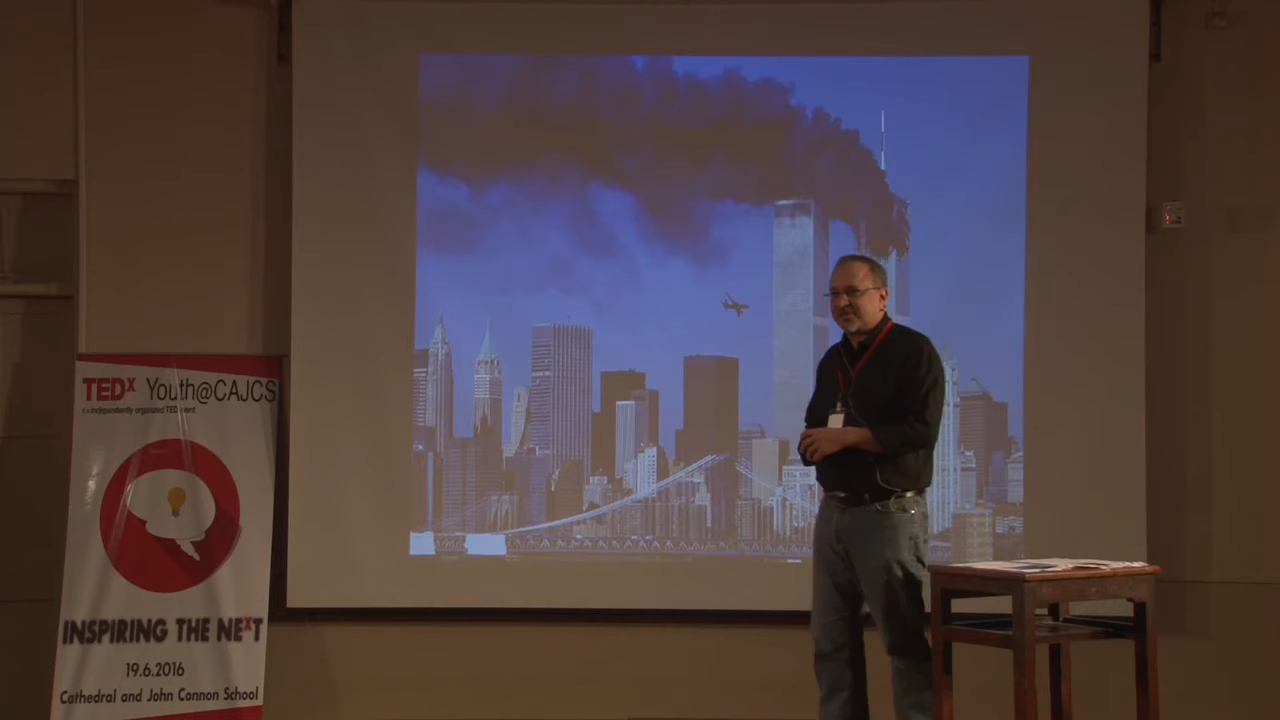 TEDx Youth@CAJCS
x = independently organized TED event
INSPIRING THE NEXT
19.6.2016
Cathedral and John Connon School